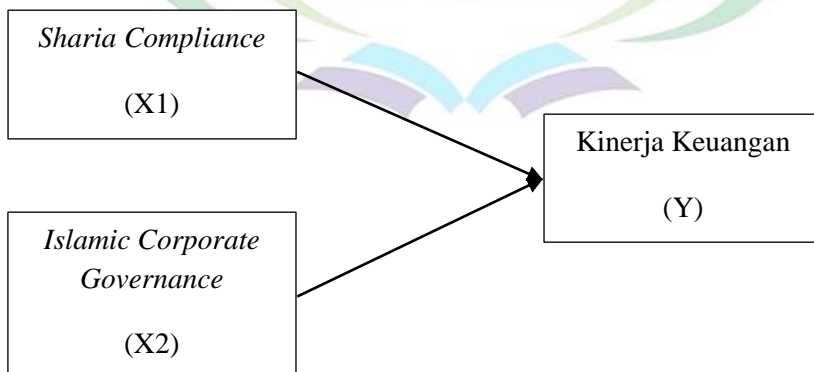 Sharia Compliance
(X1)
Kinerja Keuangan
(Y)
Islamic Corporate
Governance
(X2)